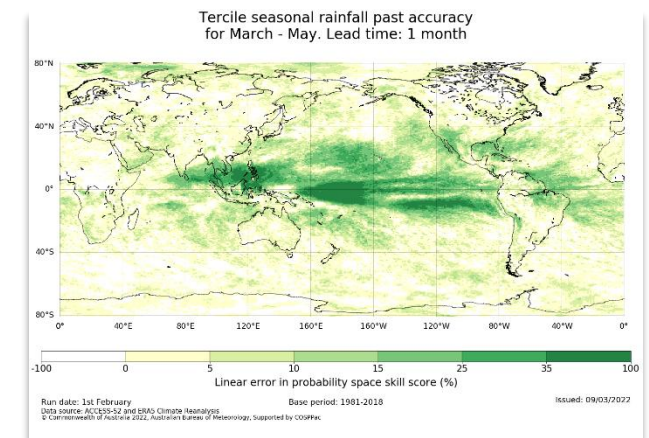 Tercile seasonal rainfall past accuracy
for March - May. Lead time: 1 month
80°N
40°N
0°
40°S
80°S
0° 40°E 80°E 120°E 160°E 160°W 120°W 80°W 40°W 0°
-100 0 5 10 15 25 35 100
Linear error in probability space skill score (%)
Run date: 1st February Base period: 1981-2018 Issued: 09/03/2022
Data source: ACCESS-S2 and ERA5 Climate Reanalysis
© Commonwealth of Australia 2022, Australian Bureau of Meteorology, Supported by COSPPac